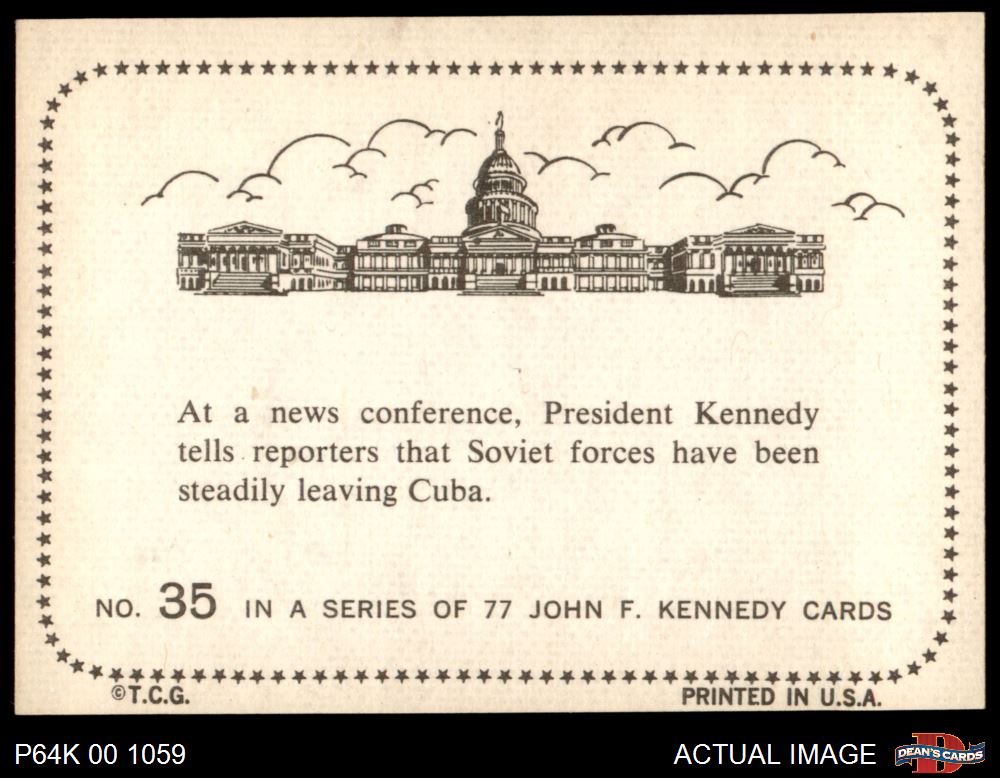 At a news conference, President Kennedy
tells reporters that Soviet forces have been
steadily leaving Cuba.
NO. 35 IN A SERIES OF 77 JOHN F. KENNEDY CARDS
©T.C.G. PRINTED IN U.S.A.
P64K 00 1059 ACTUAL IMAGE D DEAN'S CARDS